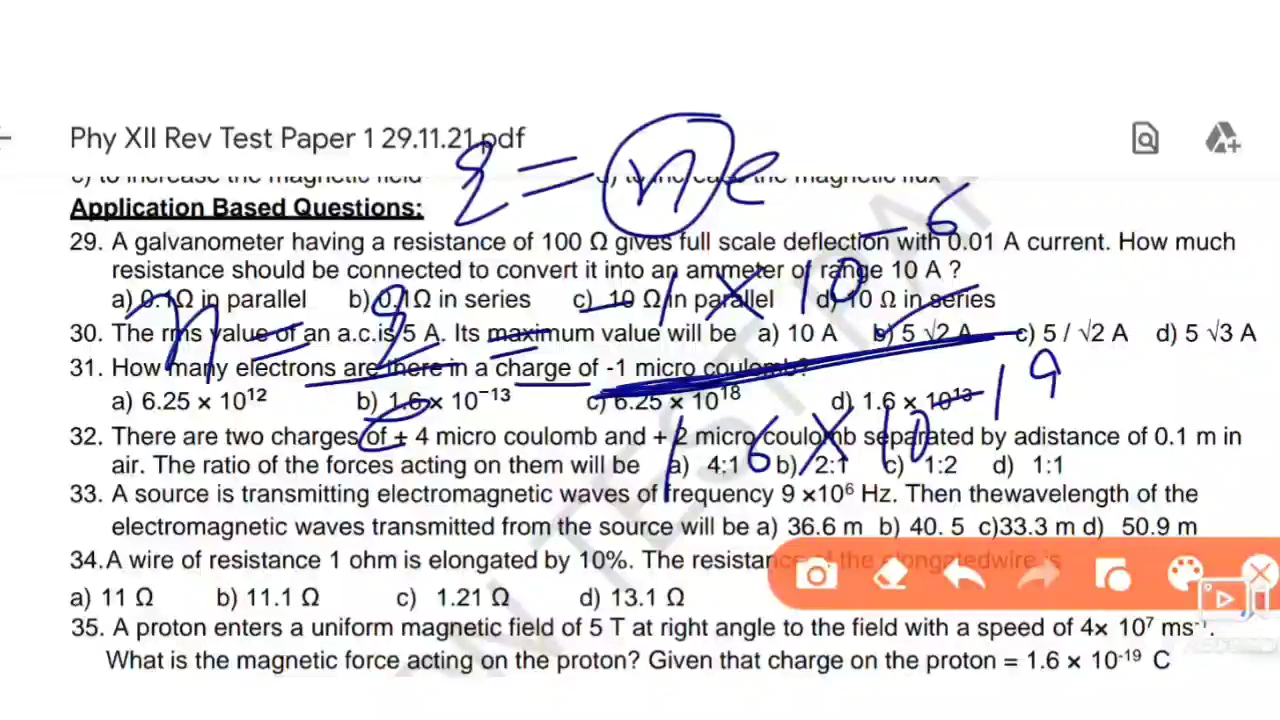 Phy XII Rev Test Paper 1 29.11.21.pdf
q = ne
c) to increase the magnetic field d) to increase the magnetic flux
Application Based Questions:
29. A galvanometer having a resistance of 100 Ω gives full scale deflection with 0.01 A current. How much
resistance should be connected to convert it into an ammeter of range 10 A ?
a) 0.1Ω in parallel b) 0.1Ω in series c) 10 Ω in parallel d) 10 Ω in series
30. The rms value of an a.c.is 5 A. Its maximum value will be a) 10 A b) 5 √2 A c) 5 / √2 A d) 5 √3 A
31. How many electrons are there in a charge of -1 micro coulomb?
a) 6.25 × 10¹² b) 1.6 × 10⁻¹³ c) 6.25 × 10¹⁸ d) 1.6 × 10¹³
n = q / e = 1 × 10⁻⁶ / 1.6 × 10⁻¹⁹
32. There are two charges of + 4 micro coulomb and + 2 micro coulomb separated by adistance of 0.1 m in
air. The ratio of the forces acting on them will be a) 4:1 b) 2:1 c) 1:2 d) 1:1
33. A source is transmitting electromagnetic waves of frequency 9 ×10⁶ Hz. Then thewavelength of the
electromagnetic waves transmitted from the source will be a) 36.6 m b) 40. 5 c)33.3 m d) 50.9 m
34.A wire of resistance 1 ohm is elongated by 10%. The resistance of the elongatedwire is
a) 11 Ω b) 11.1 Ω c) 1.21 Ω d) 13.1 Ω
35. A proton enters a uniform magnetic field of 5 T at right angle to the field with a speed of 4× 10⁷ ms⁻¹.
What is the magnetic force acting on the proton? Given that charge on the proton = 1.6 × 10⁻¹⁹ C